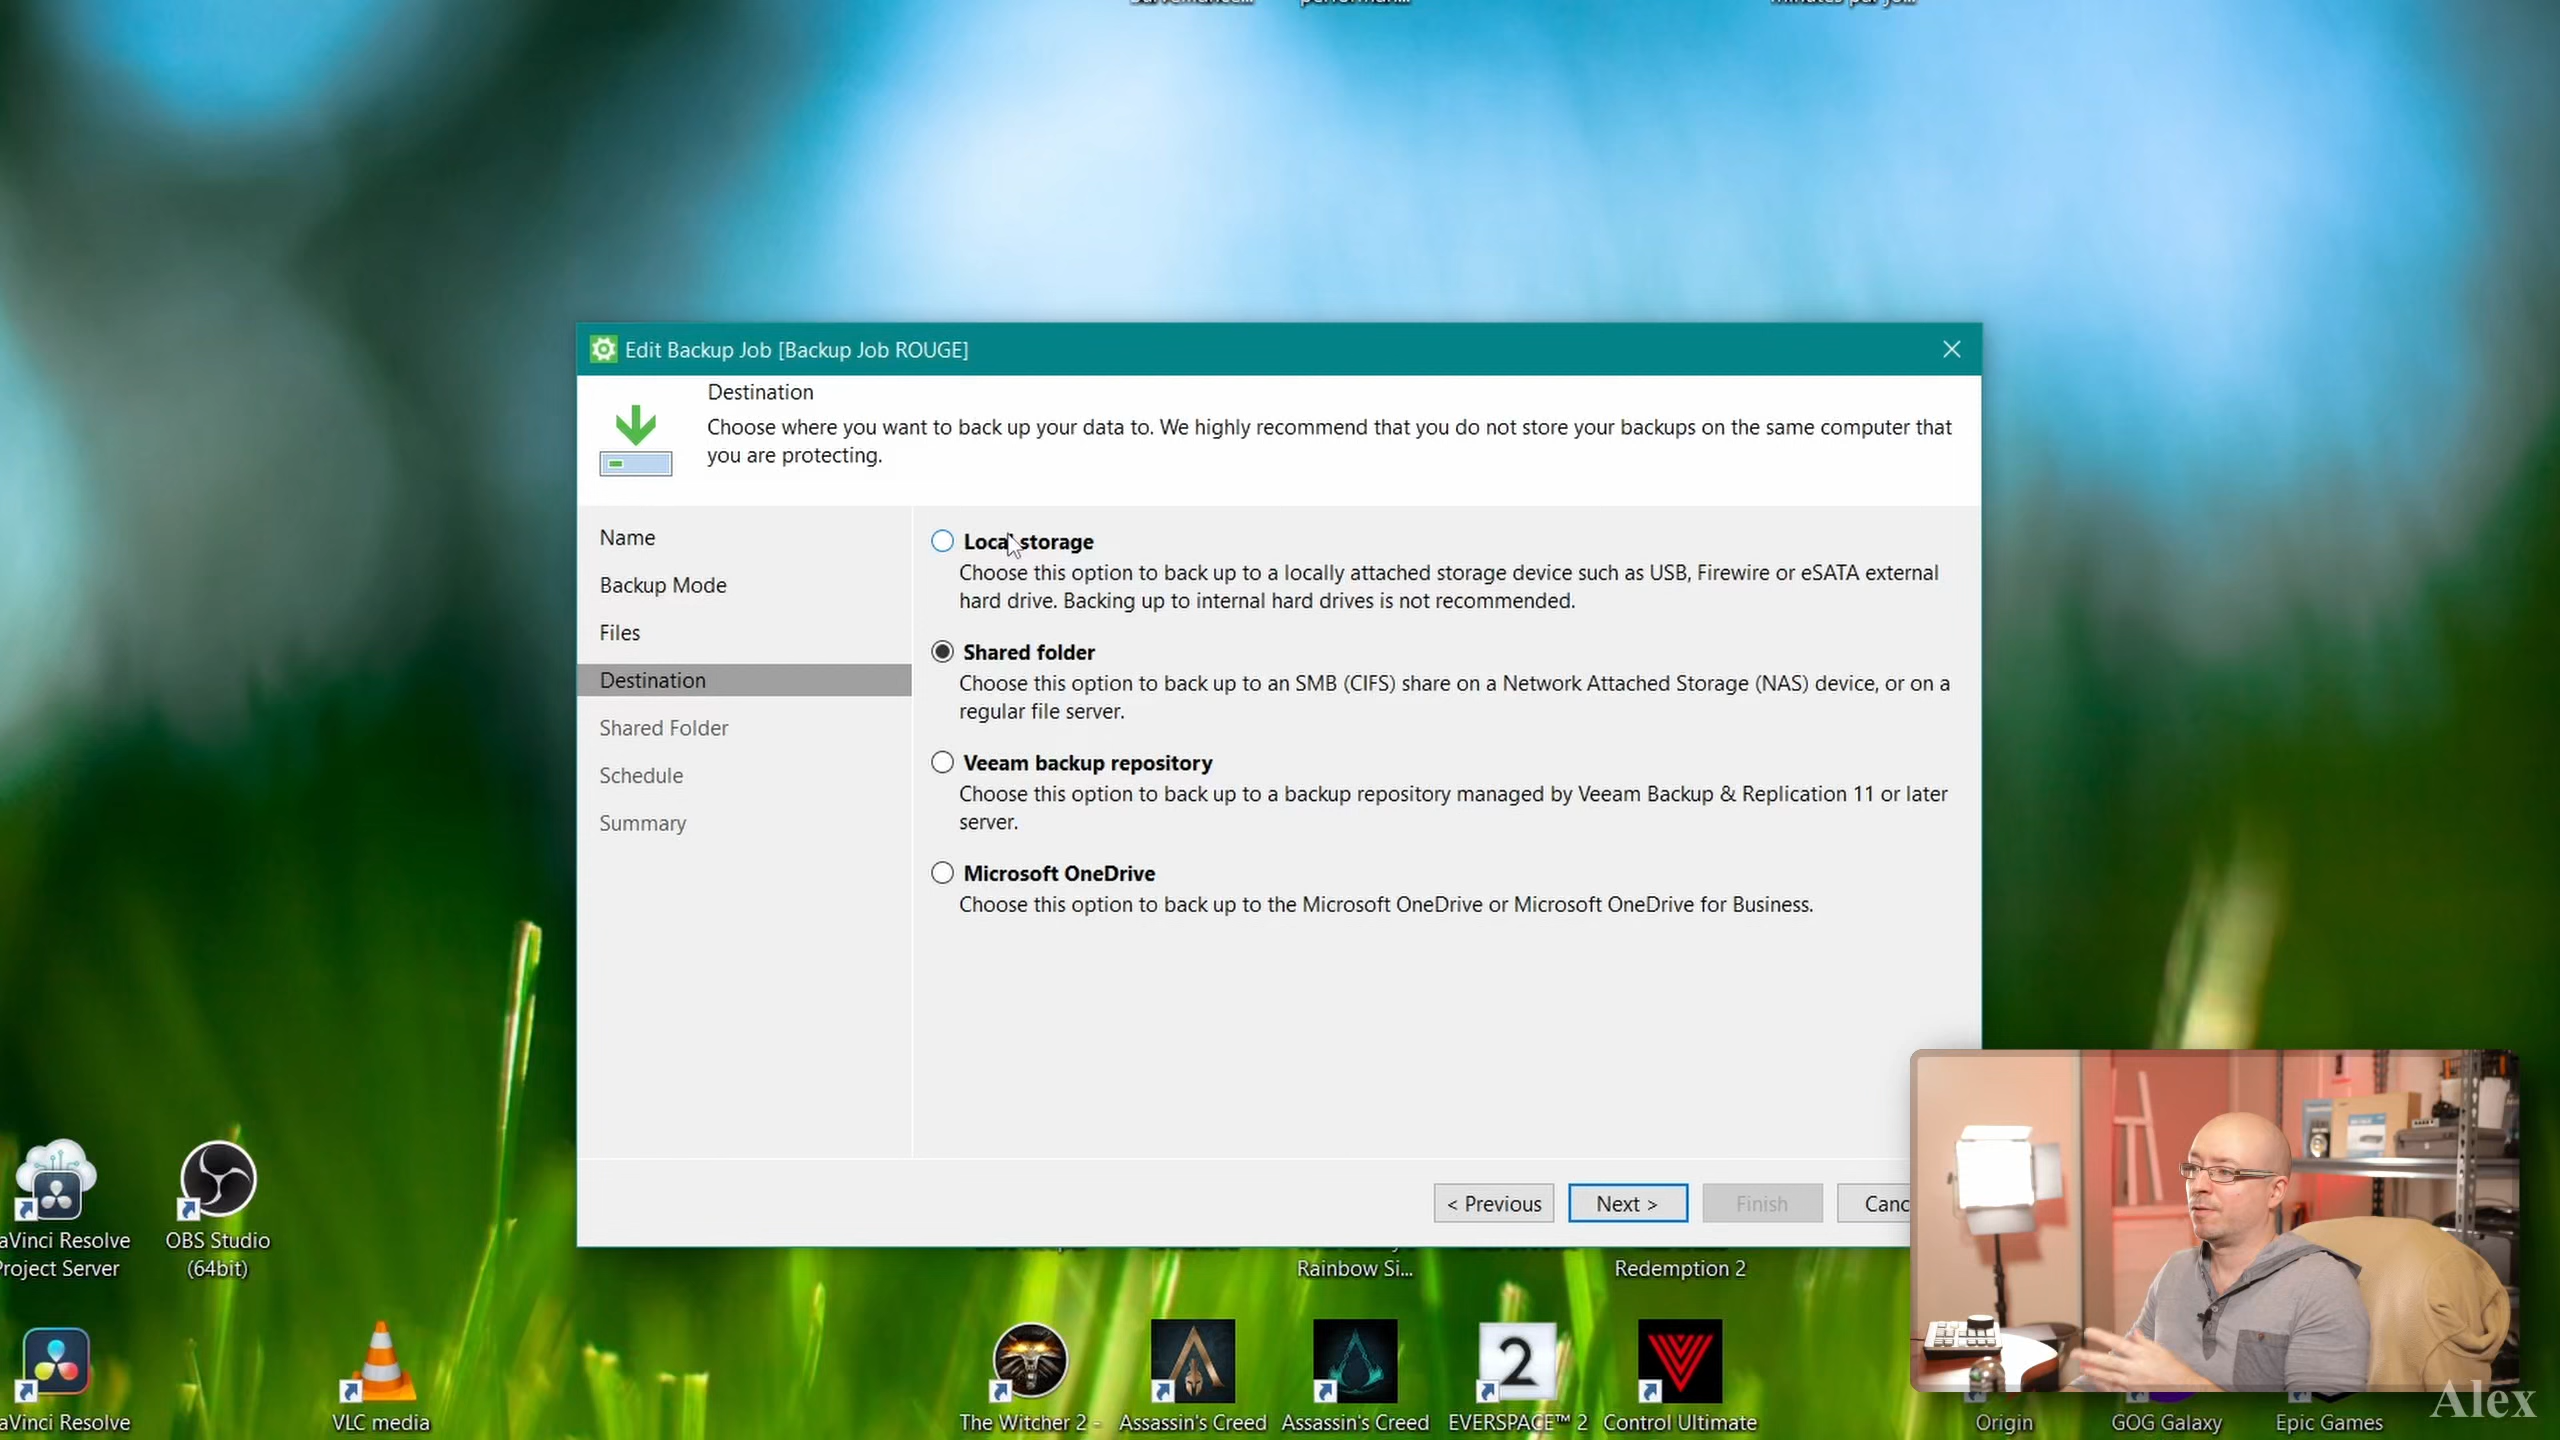 Edit Backup Job [Backup Job ROUGE]
Destination
Choose where you want to back up your data to. We highly recommend that you do not store your backups on the same computer that
you are protecting.
Name
Backup Mode
Files
Destination
Shared Folder
Schedule
Summary
Local storage
Choose this option to back up to a locally attached storage device such as USB, Firewire or eSATA external
hard drive. Backing up to internal hard drives is not recommended.
Shared folder
Choose this option to back up to an SMB (CIFS) share on a Network Attached Storage (NAS) device, or on a
regular file server.
Veeam backup repository
Choose this option to back up to a backup repository managed by Veeam Backup & Replication 11 or later
server.
Microsoft OneDrive
Choose this option to back up to the Microsoft OneDrive or Microsoft OneDrive for Business.
< Previous
Next >
Finish
Canc
aVinci Resolve
Project Server
OBS Studio
(64bit)
Rainbow Si...
Redemption 2
aVinci Resolve
VLC media
The Witcher 2 -
Assassin's Creed
Assassin's Creed
2
EVERSPACE™ 2
Control Ultimate
Origin
GOG Galaxy
Epic Games
Alex